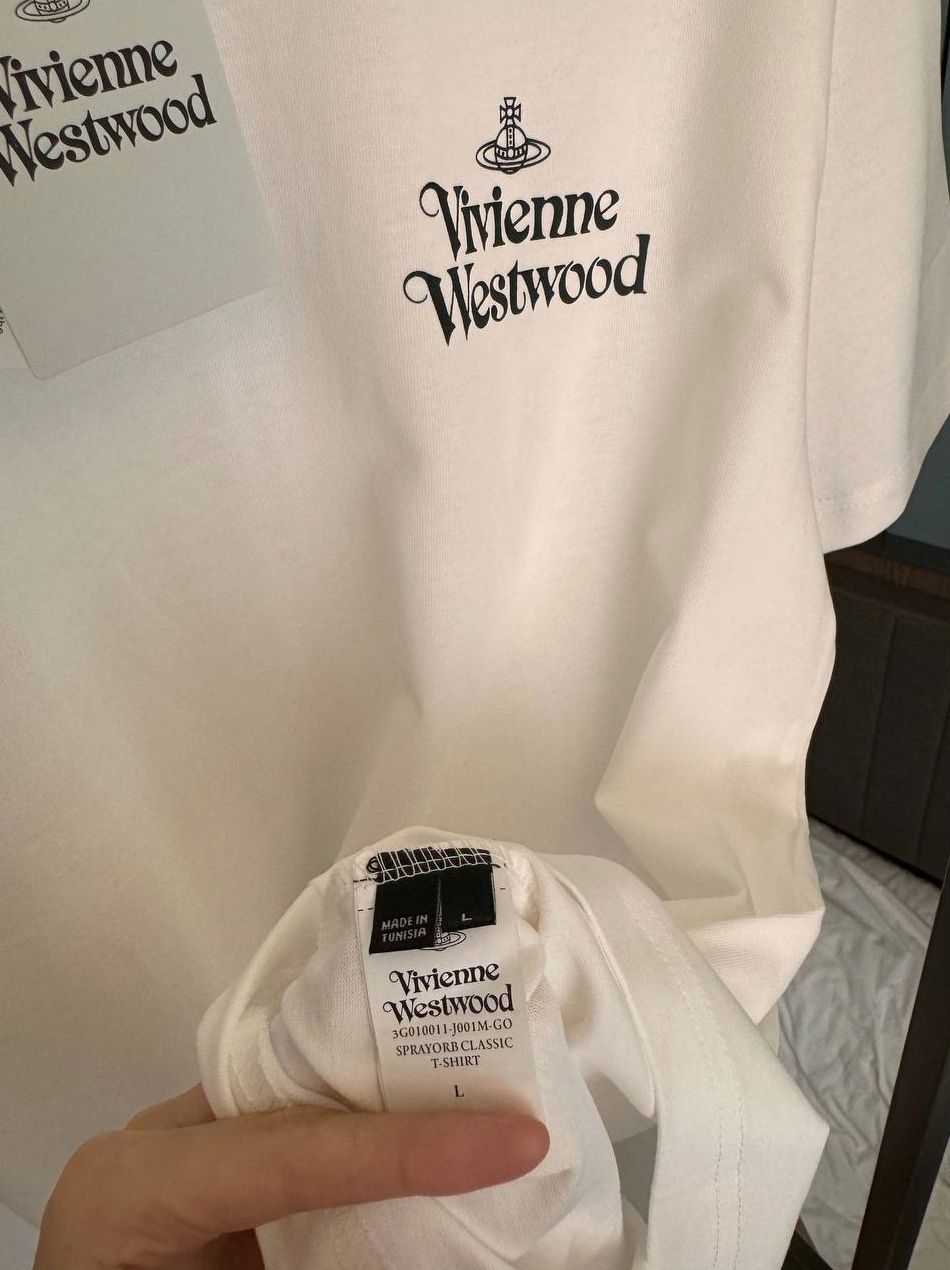 Vivienne
Westwood
Vivienne
Westwood
MADE IN
TUNISIA
L
Vivienne
Westwood
3G010011-J001M-GO
SPRAYORB CLASSIC
T-SHIRT
L